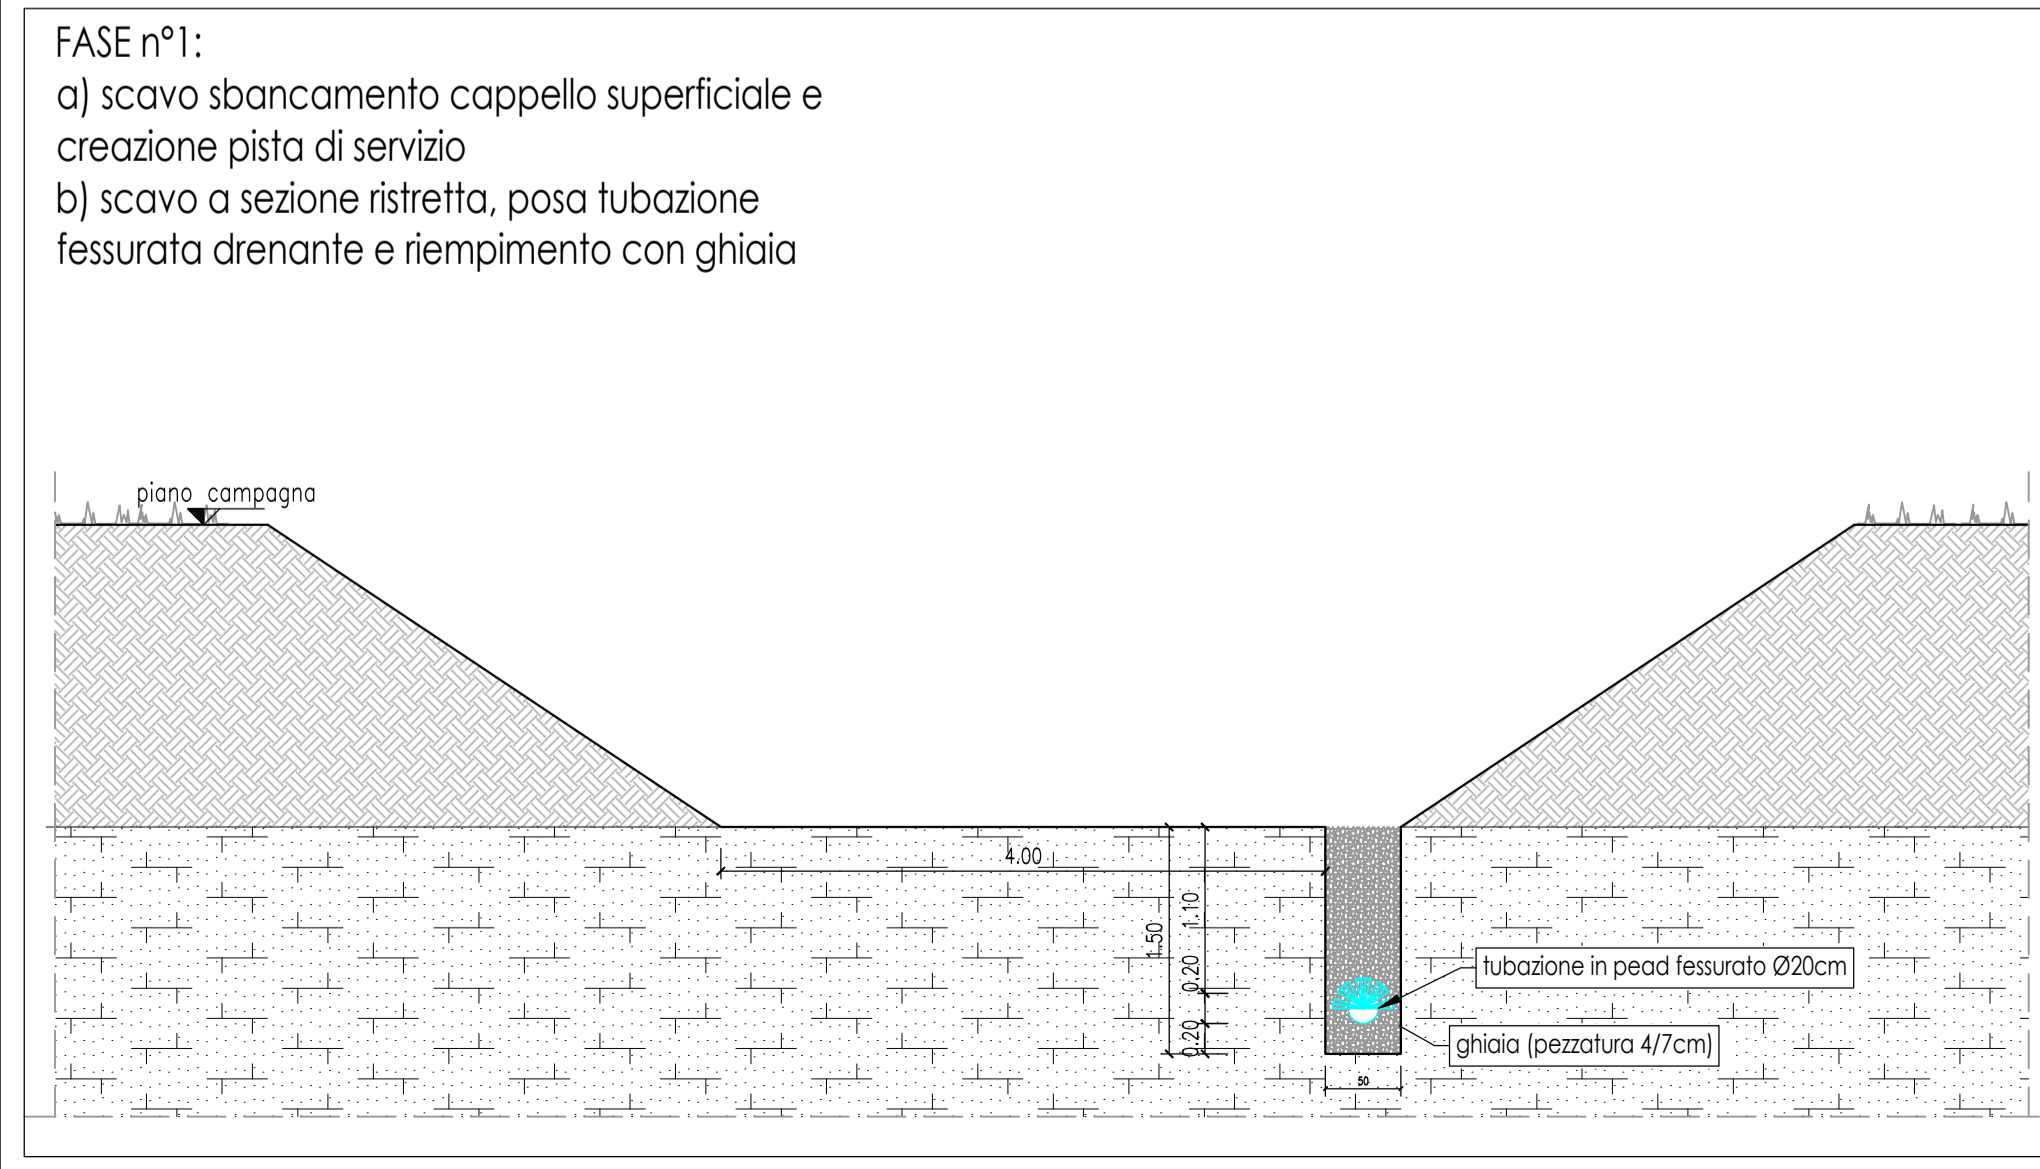 FASE n°1:
a) scavo sbancamento cappello superficiale e
creazione pista di servizio
b) scavo a sezione ristretta, posa tubazione
fessurata drenante e riempimento con ghiaia
piano campagna
4.00
1.50
1.10
0.20
0.20
tubazione in pead fessurato Ø20cm
ghiaia (pezzatura 4/7cm)
50